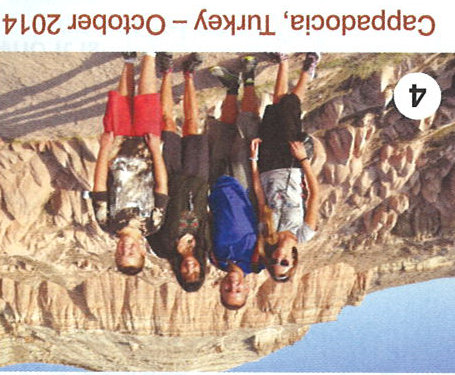 4
Cappadocia, Turkey – October 2014